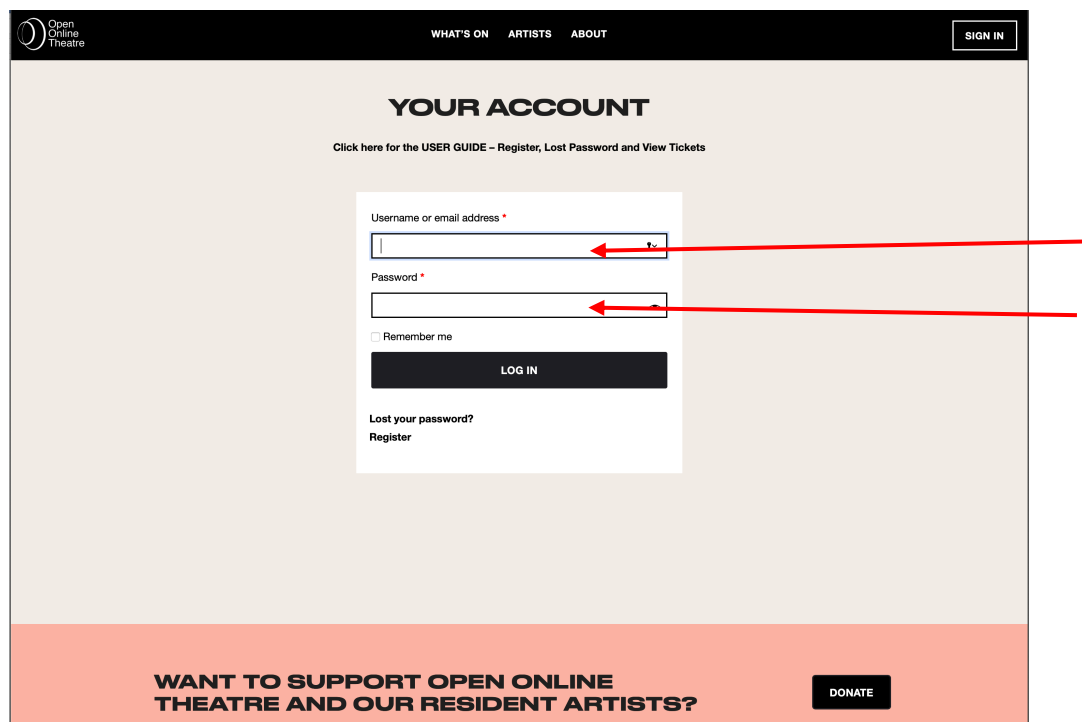 Open
Online
Theatre
WHAT'S ON ARTISTS ABOUT
SIGN IN
YOUR ACCOUNT
Click here for the USER GUIDE – Register, Lost Password and View Tickets
Username or email address *
Password *
Remember me
LOG IN
Lost your password?
Register
WANT TO SUPPORT OPEN ONLINE
THEATRE AND OUR RESIDENT ARTISTS?
DONATE